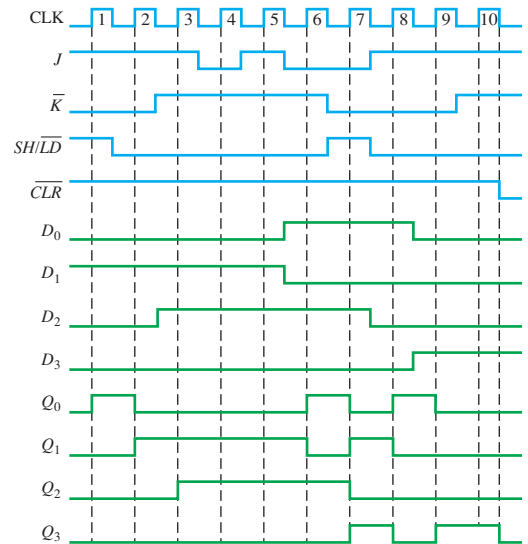 CLK 1 2 3 4 5 6 7 8 9 10
J
K̅
SH/L̅D̅
C̅L̅R̅
D₀
D₁
D₂
D₃
Q₀
Q₁
Q₂
Q₃